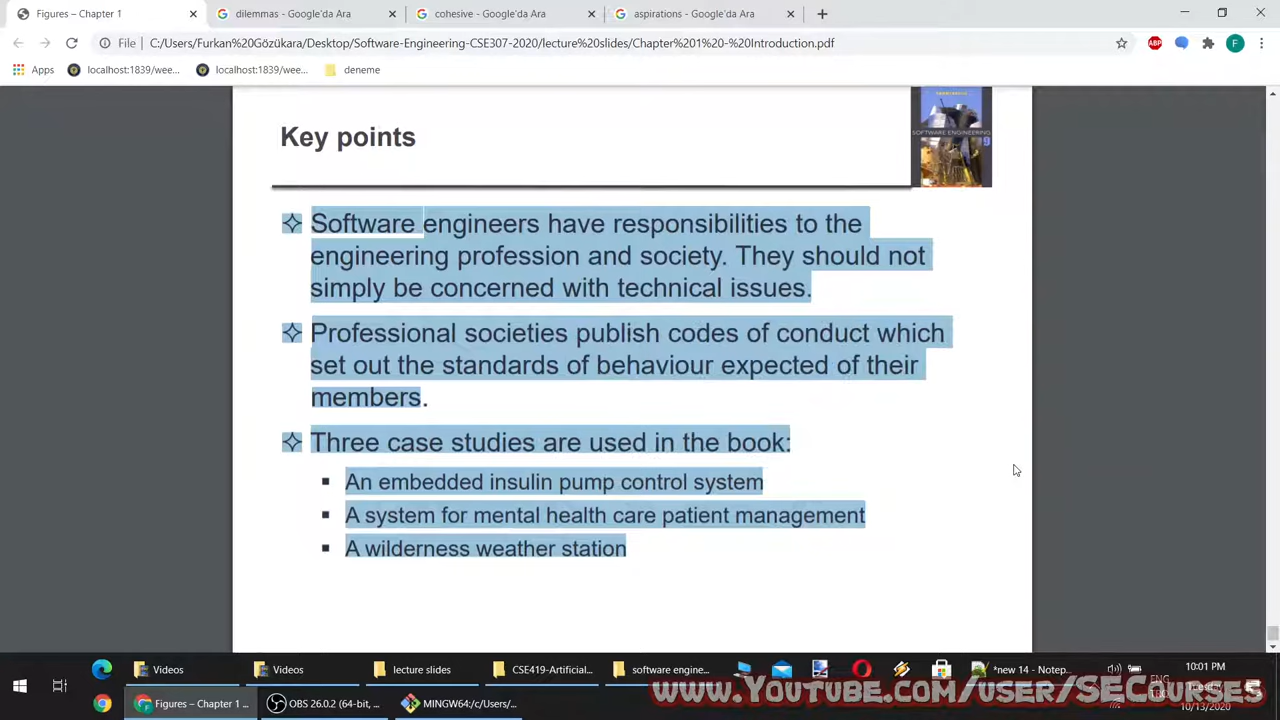 Figures – Chapter 1
dilemmas - Google'da Ara
cohesive - Google'da Ara
aspirations - Google'da Ara
File
C:/Users/Furkan%20Gözükara/Desktop/Software-Engineering-CSE307-2020/lecture%20slides/Chapter%201%20-%20Introduction.pdf
ABP
F
Apps
localhost:1839/wee...
localhost:1839/wee...
deneme
Key points
SOFTWARE ENGINEERING
9
Software engineers have responsibilities to the
engineering profession and society. They should not
simply be concerned with technical issues.
Professional societies publish codes of conduct which
set out the standards of behaviour expected of their
members.
Three case studies are used in the book:
An embedded insulin pump control system
A system for mental health care patient management
A wilderness weather station
Videos
Videos
lecture slides
CSE419-Artificial...
software enginee...
*new 14 - Notep...
ENG
10:01 PM
Figures – Chapter 1 ...
OBS 26.0.2 (64-bit, ...
MINGW64:/c/Users/...
10/13/2020
www.YouTube.com/user/SECourses